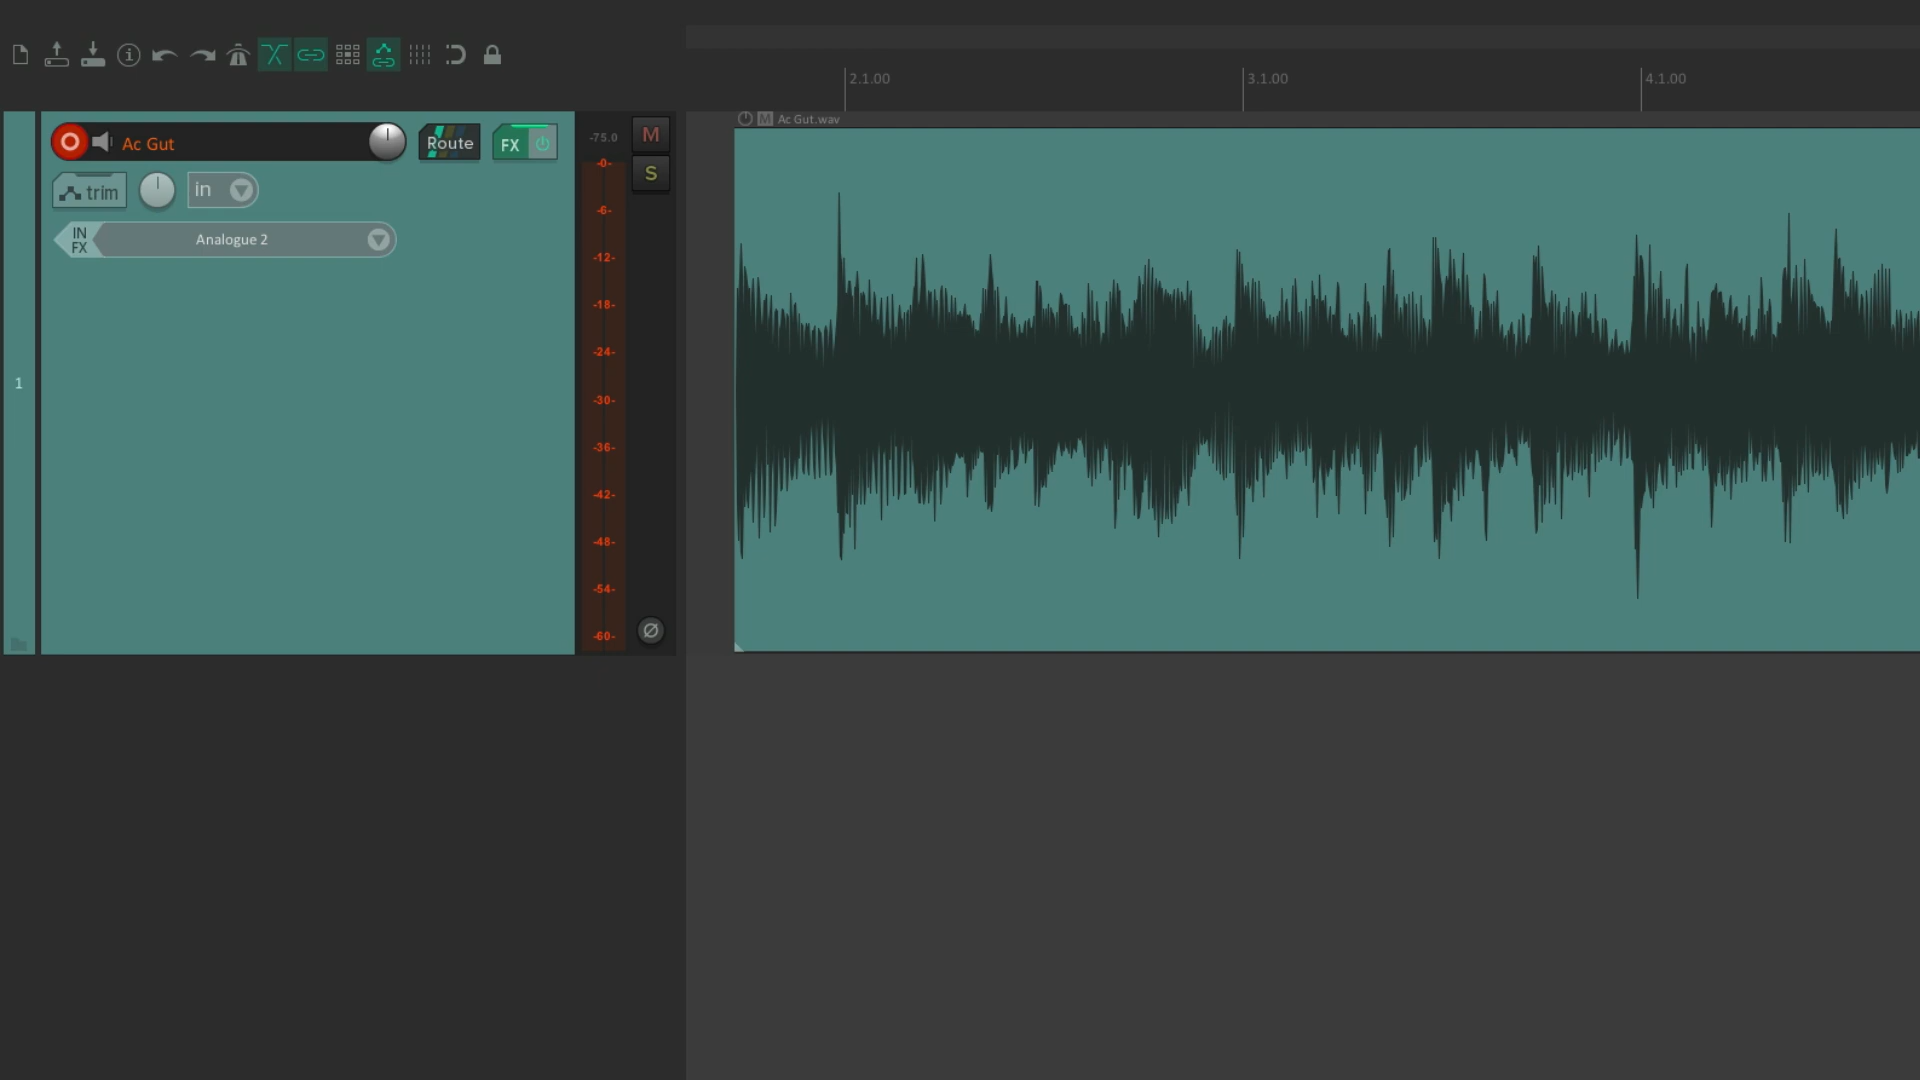 2.1.00 3.1.00 4.1.00
M Ac Gut.wav
Ac Gut Route FX -75.0 M
-0-
S
trim in
-6-
IN
FX Analogue 2
-12-
-18-
-24-
1
-30-
-36-
-42-
-48-
-54-
-60-